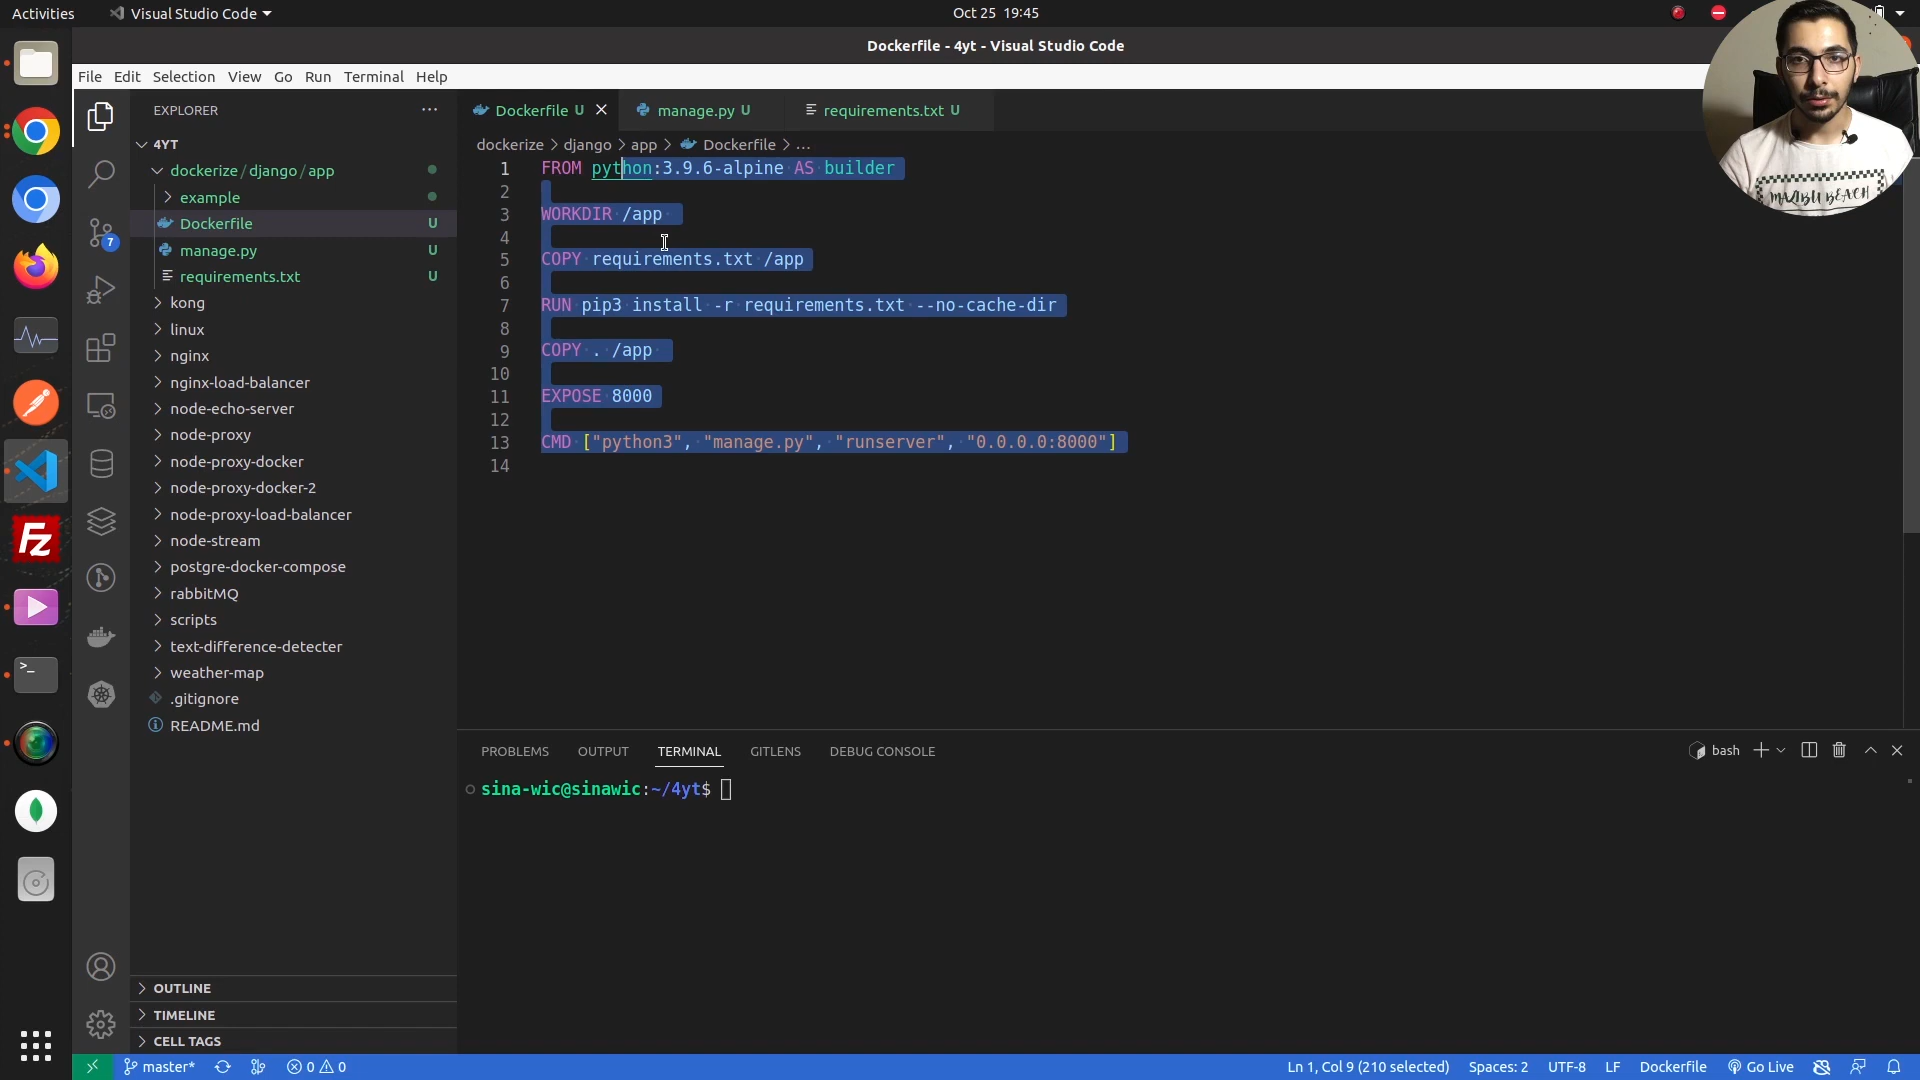 Activities
Visual Studio Code
Oct 25 19:45
Dockerfile - 4yt - Visual Studio Code
File Edit Selection View Go Run Terminal Help
EXPLORER
4YT
dockerize/django/app
example
Dockerfile U
manage.py U
requirements.txt U
kong
linux
nginx
nginx-load-balancer
node-echo-server
node-proxy
node-proxy-docker
node-proxy-docker-2
node-proxy-load-balancer
node-stream
postgre-docker-compose
rabbitMQ
scripts
text-difference-detecter
weather-map
.gitignore
README.md
OUTLINE
TIMELINE
CELL TAGS
7
Dockerfile U
manage.py U
requirements.txt U
dockerize > django > app > Dockerfile > ...
1 FROM python:3.9.6-alpine AS builder
2
3 WORKDIR /app
4
5 COPY requirements.txt /app
6
7 RUN pip3 install -r requirements.txt --no-cache-dir
8
9 COPY . /app
10
11 EXPOSE 8000
12
13 CMD ["python3", "manage.py", "runserver", "0.0.0.0:8000"]
14
PROBLEMS OUTPUT TERMINAL GITLENS DEBUG CONSOLE
bash
sina-wic@sinawic:~/4yt$
MALIBU BEACH
FZ
master* 0 0
Ln 1, Col 9 (210 selected) Spaces: 2 UTF-8 LF Dockerfile Go Live